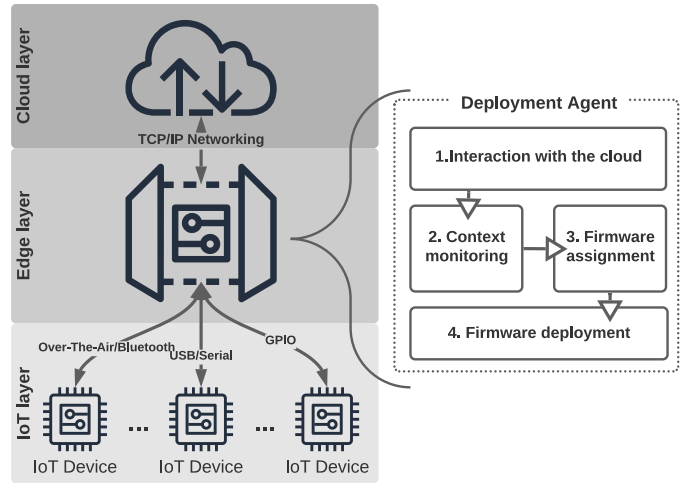 Cloud layer
TCP/IP Networking
Edge layer
Over-The-Air/Bluetooth
USB/Serial
GPIO
IoT layer
...
...
IoT Device
IoT Device
IoT Device
Deployment Agent
1.Interaction with the cloud
2. Context
monitoring
3. Firmware
assignment
4. Firmware deployment